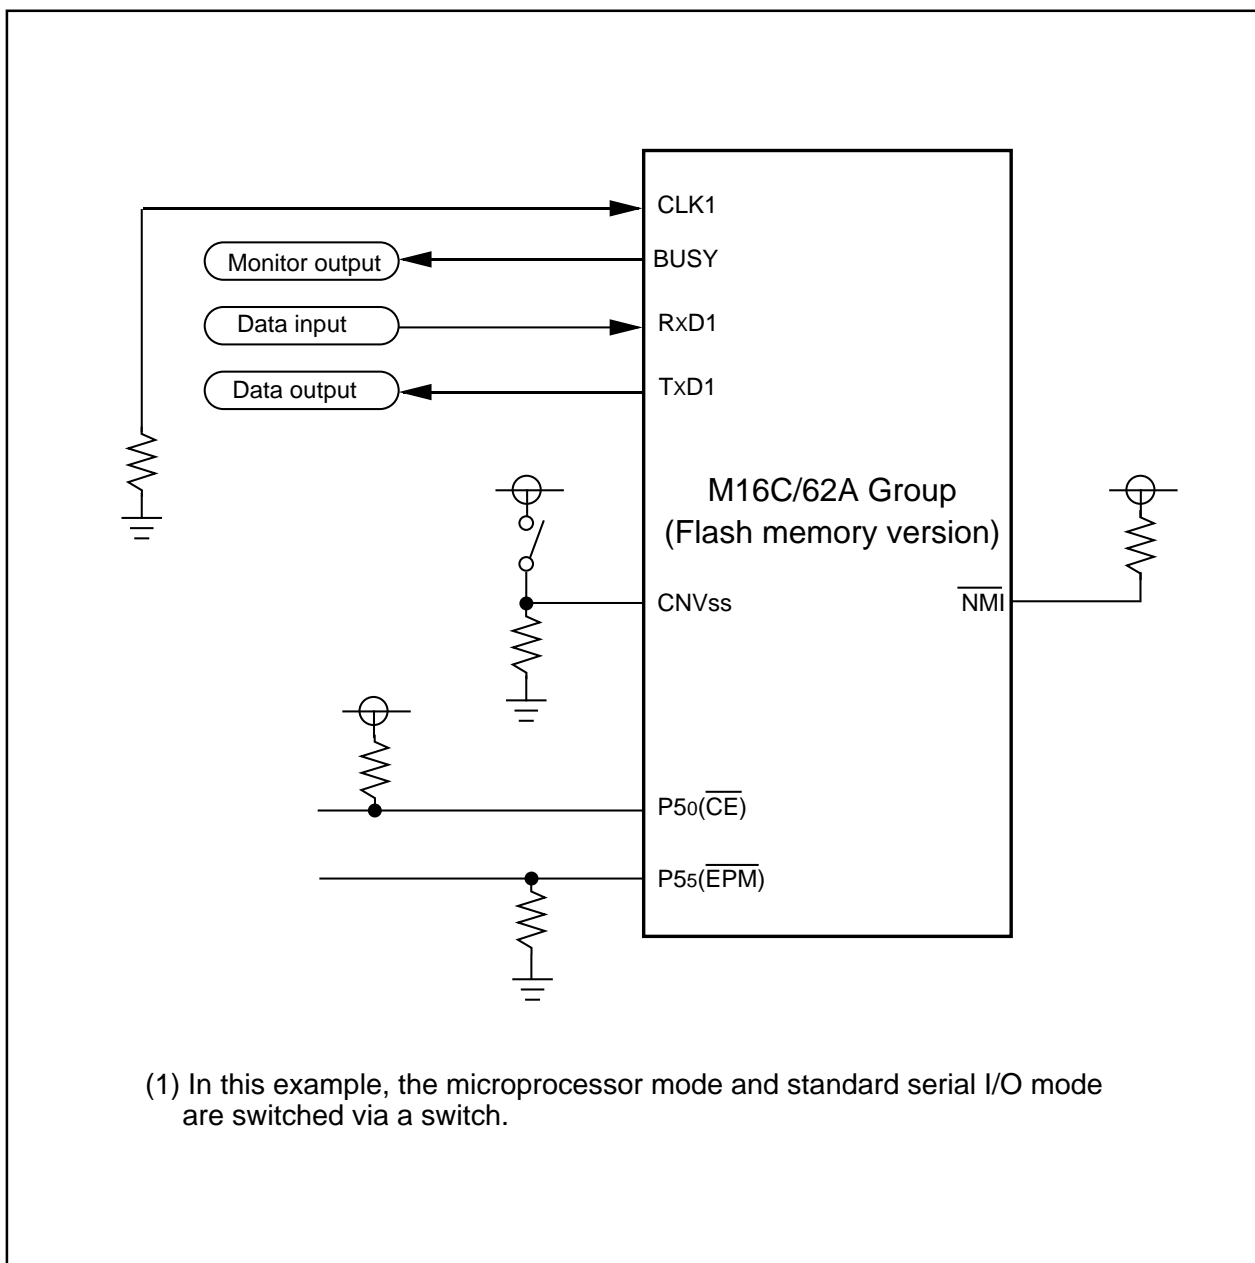 CLK1
Monitor output
BUSY
Data input
RxD1
Data output
TxD1
M16C/62A Group
(Flash memory version)
CNVss
NMI
P50(CE)
P55(EPM)
(1) In this example, the microprocessor mode and standard serial I/O mode
are switched via a switch.